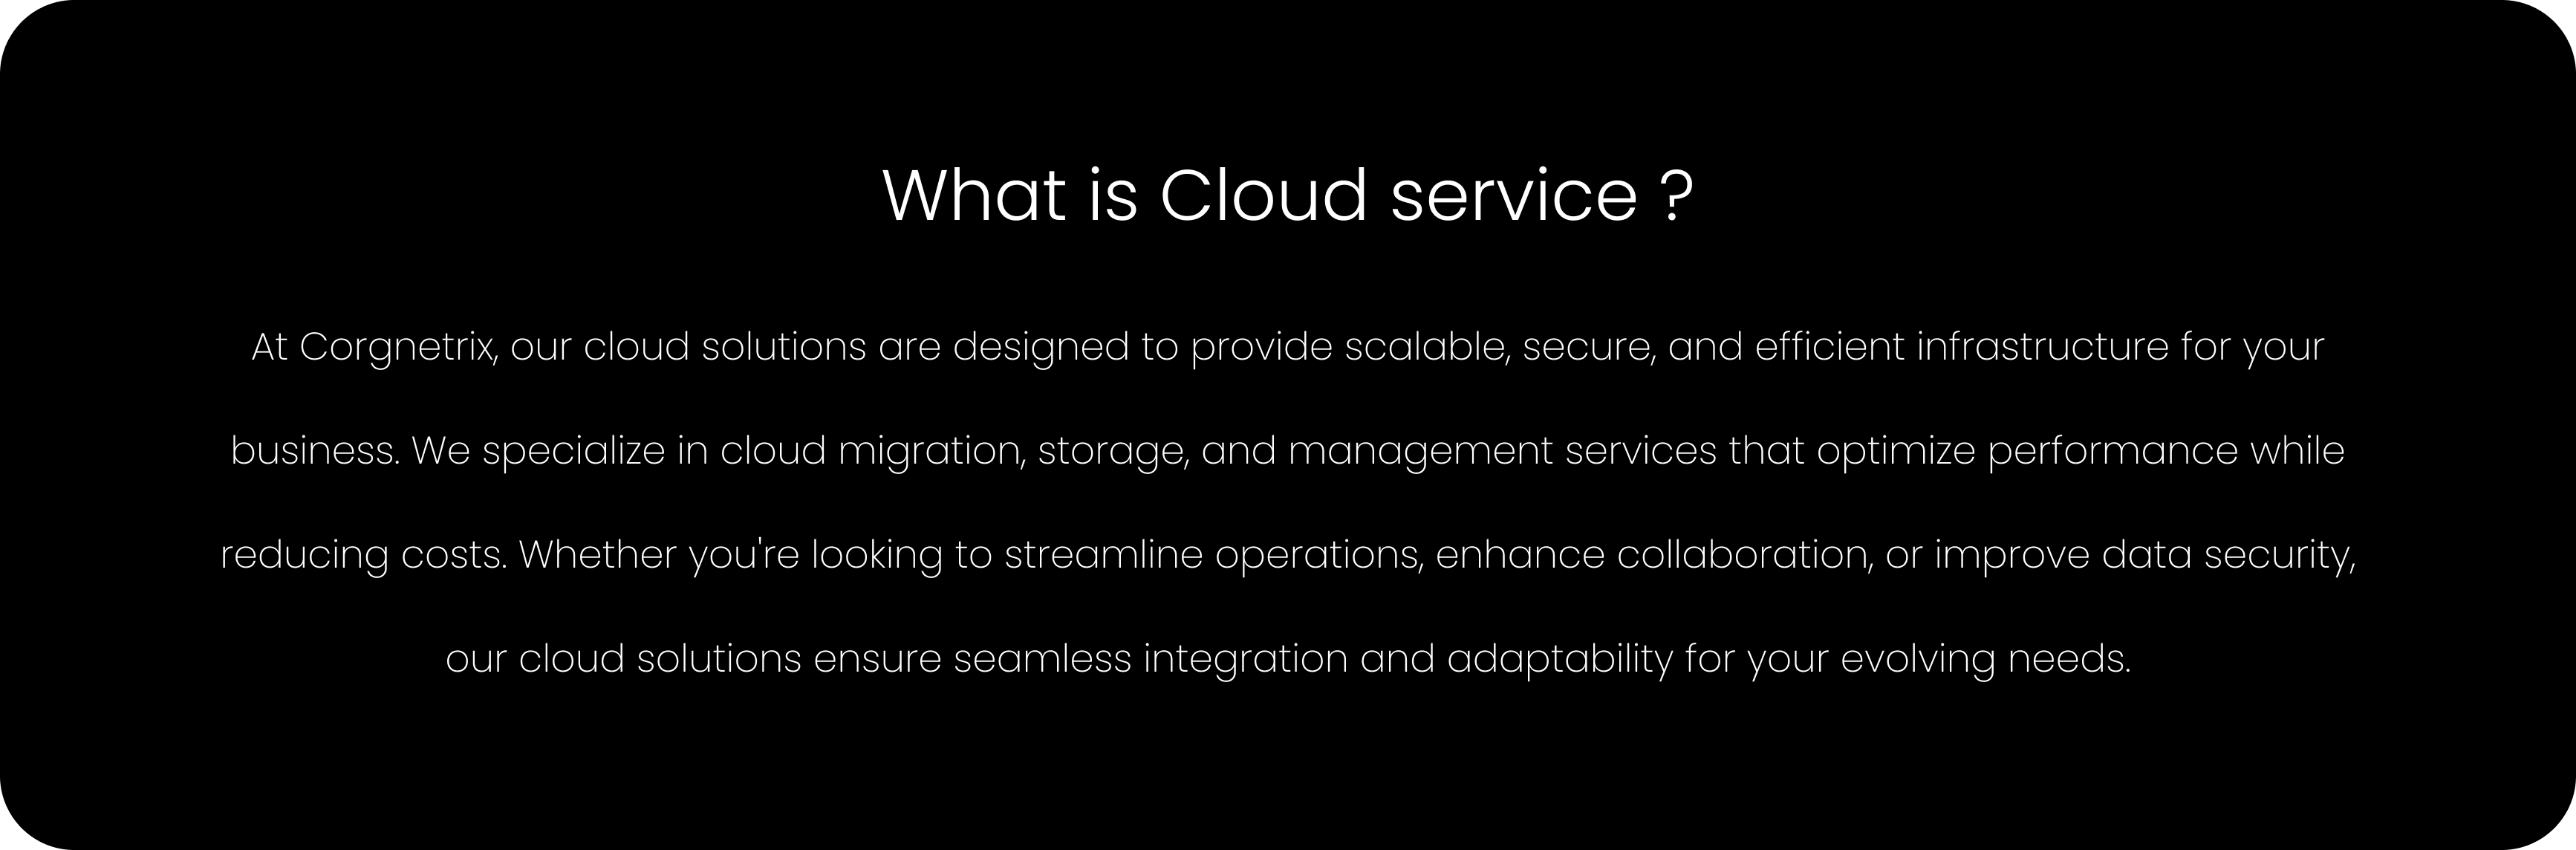 What is Cloud service ?
At Corgnetrix, our cloud solutions are designed to provide scalable, secure, and efficient infrastructure for your
business. We specialize in cloud migration, storage, and management services that optimize performance while
reducing costs. Whether you're looking to streamline operations, enhance collaboration, or improve data security,
our cloud solutions ensure seamless integration and adaptability for your evolving needs.